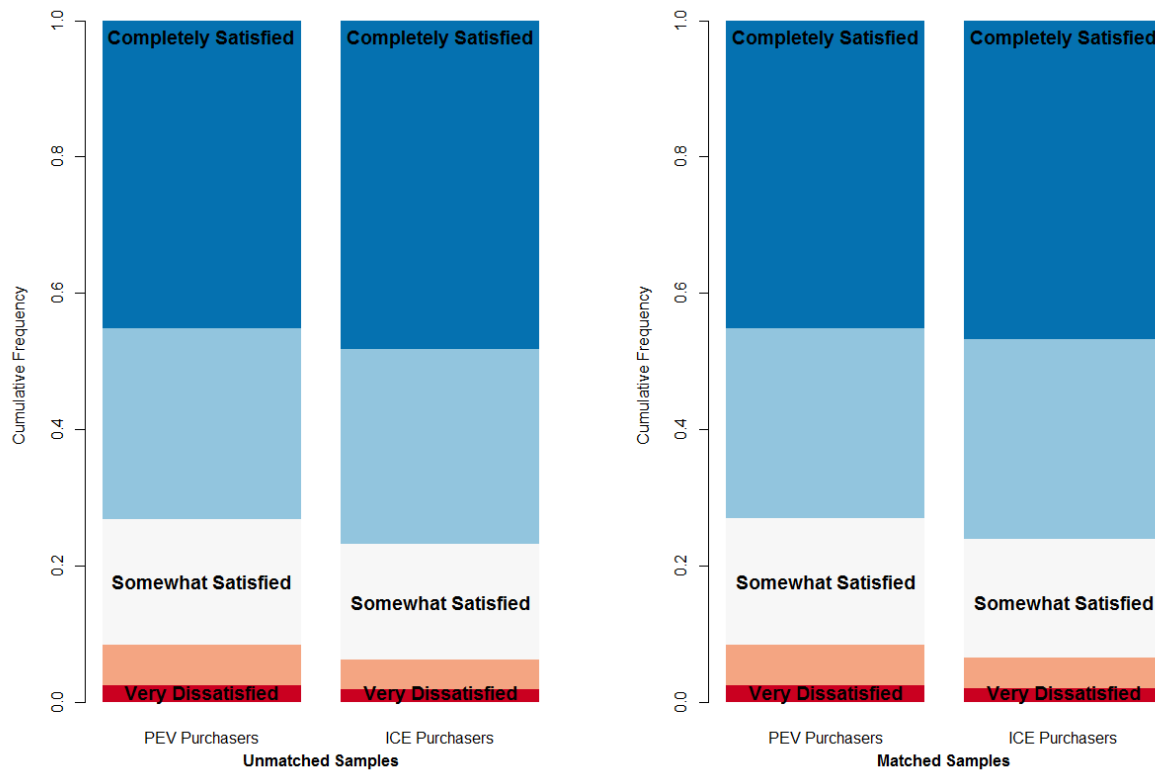 Cumulative Frequency
1.0
0.8
0.6
0.4
0.2
0.0
Completely Satisfied
Completely Satisfied
Somewhat Satisfied
Somewhat Satisfied
Very Dissatisfied
Very Dissatisfied
PEV Purchasers
ICE Purchasers
Unmatched Samples
Cumulative Frequency
1.0
0.8
0.6
0.4
0.2
0.0
Completely Satisfied
Completely Satisfied
Somewhat Satisfied
Somewhat Satisfied
Very Dissatisfied
Very Dissatisfied
PEV Purchasers
ICE Purchasers
Matched Samples